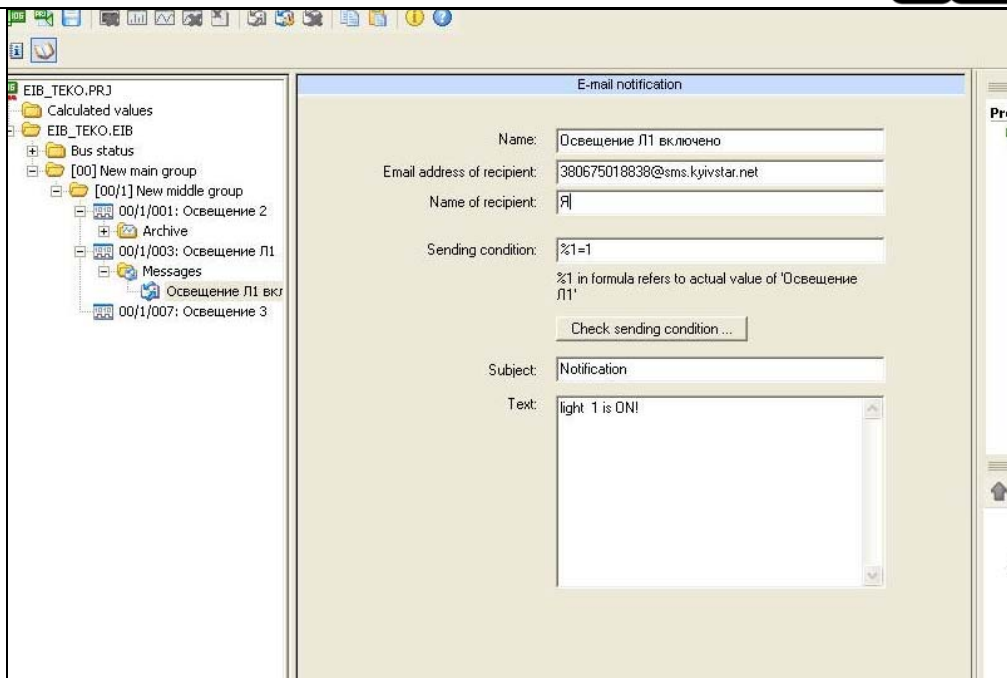 EIB_TEKO.PRJ
Calculated values
EIB_TEKO.EIB
Bus status
[00] New main group
[00/1] New middle group
00/1/001: Освещение 2
Archive
00/1/003: Освещение Л1
Messages
Освещение Л1 вкл
00/1/007: Освещение 3
E-mail notification
Name: Освещение Л1 включено
Email address of recipient: 380675018838@sms.kyivstar.net
Name of recipient: Я
Sending condition: %1=1
%1 in formula refers to actual value of 'Освещение
Л1'
Check sending condition ...
Subject: Notification
Text: light 1 is ON!